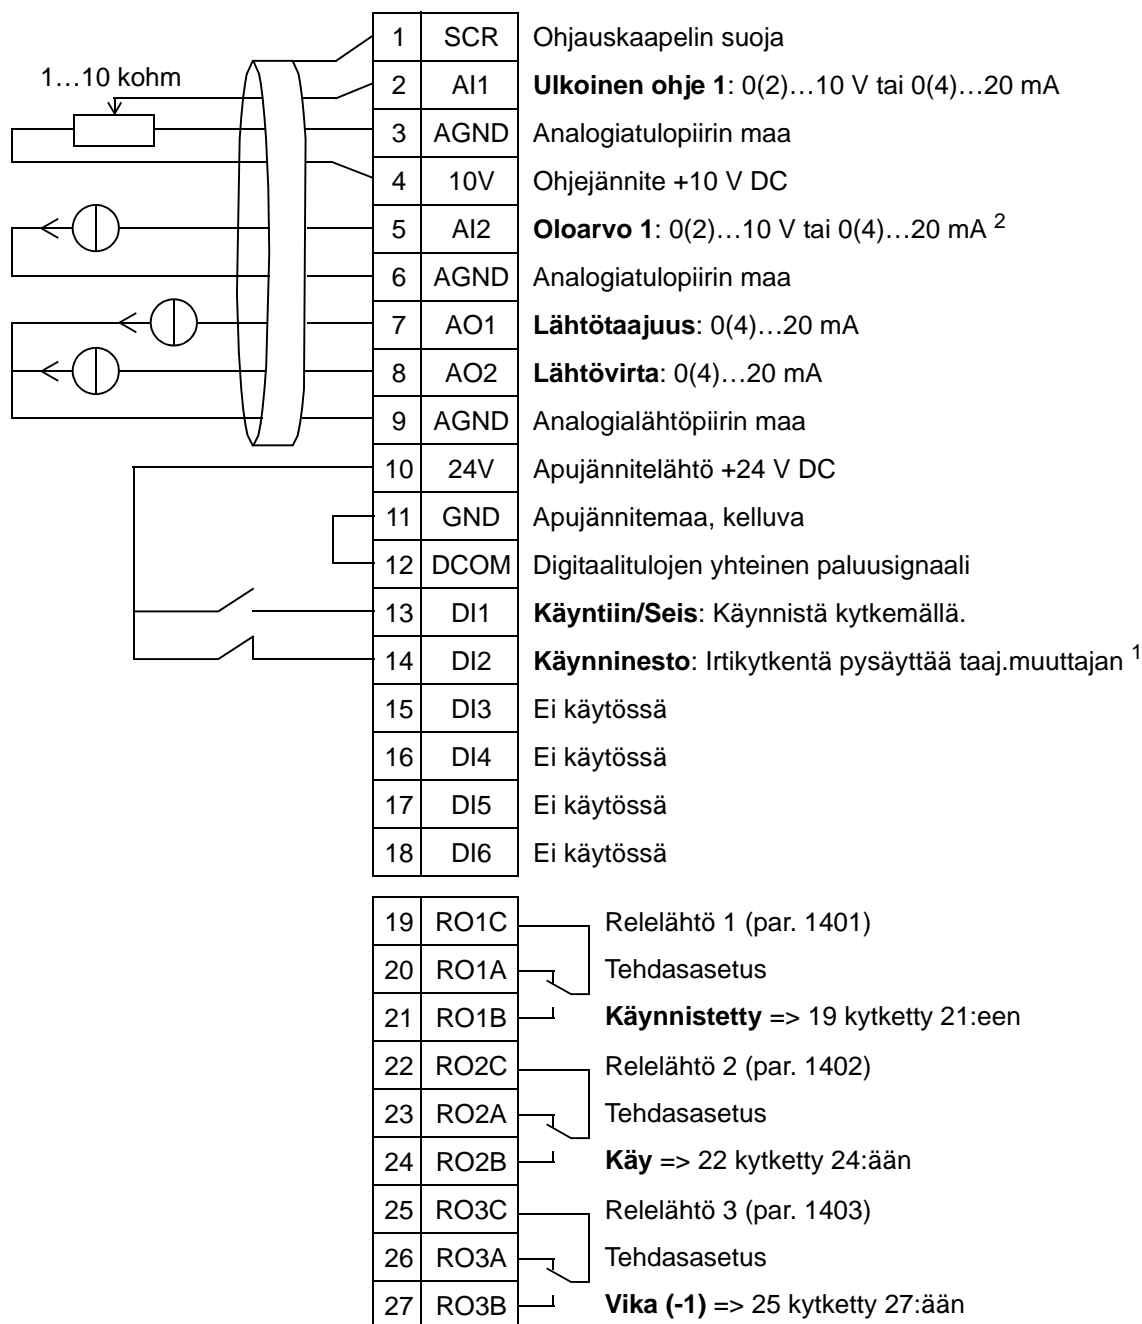 1 SCR Ohjauskaapelin suoja
1…10 kohm
2 AI1 Ulkoinen ohje 1: 0(2)…10 V tai 0(4)…20 mA
3 AGND Analogiatulopiirin maa
4 10V Ohjejännite +10 V DC
5 AI2 Oloarvo 1: 0(2)…10 V tai 0(4)…20 mA 2
6 AGND Analogiatulopiirin maa
7 AO1 Lähtötaajuus: 0(4)…20 mA
8 AO2 Lähtövirta: 0(4)…20 mA
9 AGND Analogialähtöpiirin maa
10 24V Apujännitelähtö +24 V DC
11 GND Apujännitemaa, kelluva
12 DCOM Digitaalitulojen yhteinen paluusignaali
13 DI1 Käyntiin/Seis: Käynnistä kytkemällä.
14 DI2 Käynninesto: Irtikytkentä pysäyttää taaj.muuttajan 1
15 DI3 Ei käytössä
16 DI4 Ei käytössä
17 DI5 Ei käytössä
18 DI6 Ei käytössä
19 RO1C Relelähtö 1 (par. 1401)
20 RO1A Tehdasasetus
21 RO1B Käynnistetty => 19 kytketty 21:een
22 RO2C Relelähtö 2 (par. 1402)
23 RO2A Tehdasasetus
24 RO2B Käy => 22 kytketty 24:ään
25 RO3C Relelähtö 3 (par. 1403)
26 RO3A Tehdasasetus
27 RO3B Vika (-1) => 25 kytketty 27:ään